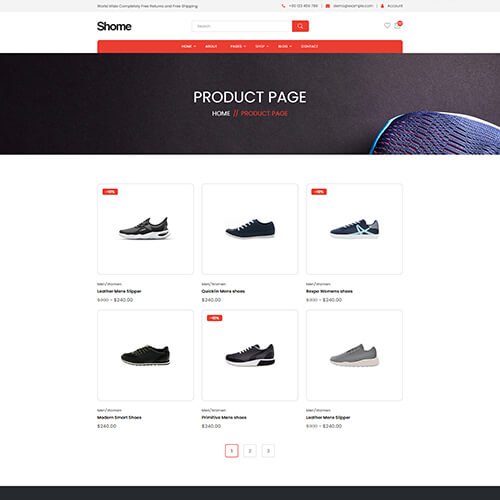 World Wide Completely Free Returns and Free Shipping
+00 123 456 789
demo@example.com
Account
Shome
Search
HOME ABOUT PAGES SHOP BLOG CONTACT
PRODUCT PAGE
HOME // PRODUCT PAGE
-10%
-10%
Men/Women
Men/Women
Men/Women
Leather Mens Slipper
Quickiin Mens shoes
Rexpo Womens shoes
$300 - $240.00
$240.00
$300 - $240.00
-10%
Men/Women
Men/Women
Men/Women
Modern Smart Shoes
Primitive Mens shoes
Leather Mens Slipper
$240.00
$240.00
$300 - $240.00
1 2 3